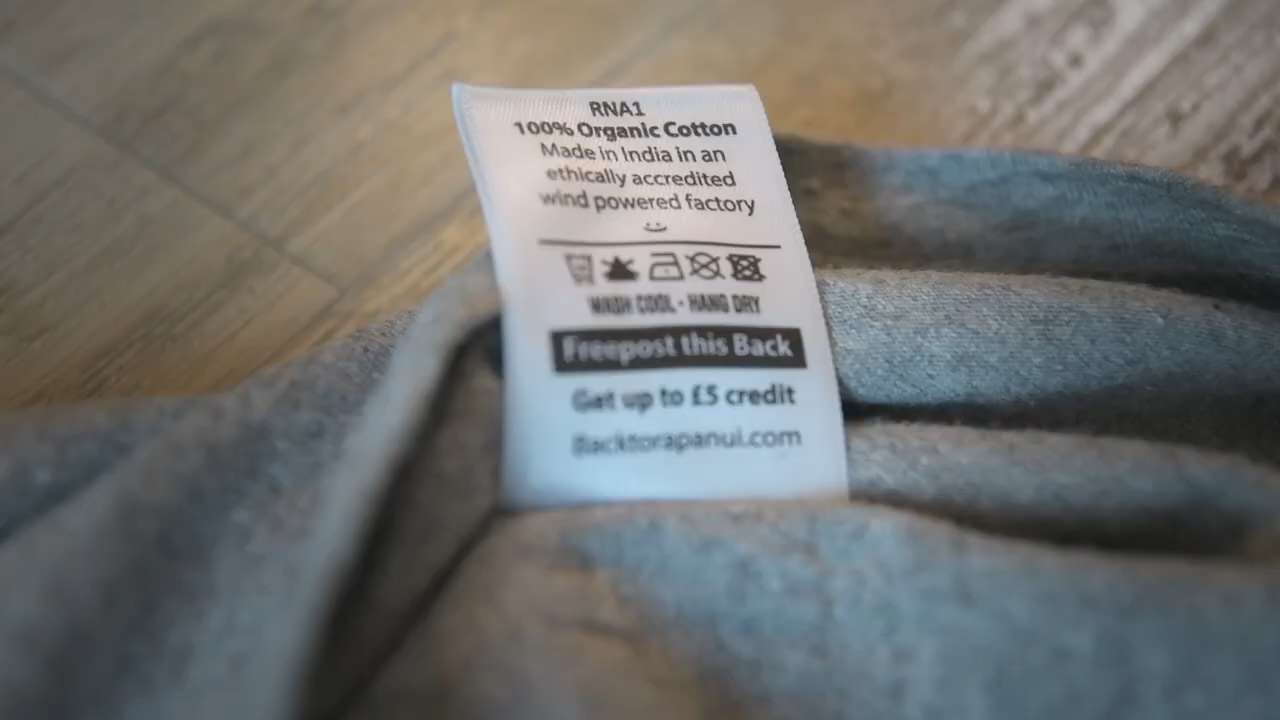 RNA1
100% Organic Cotton
Made in India in an
ethically accredited
wind powered factory
WASH COOL - HAND DRY
Freepost this Back
Get up to £5 credit
Backtorapanui.com